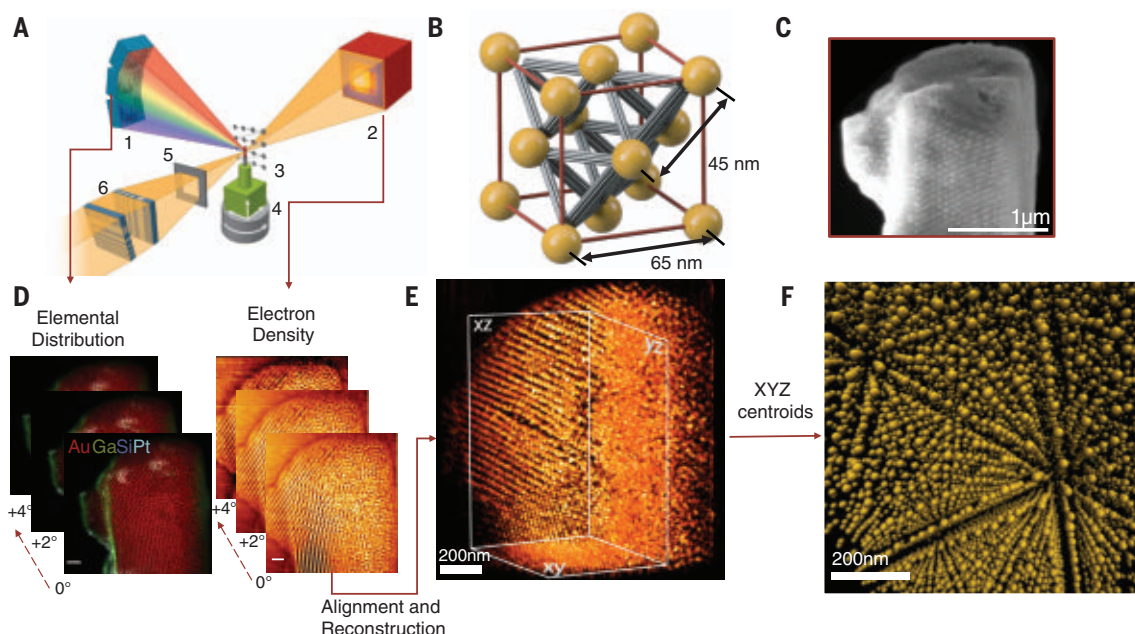 A
B
C
1
2
3
4
5
6
45 nm
65 nm
1µm
D
Elemental
Distribution
Electron
Density
AuGaSiPt
+4°
+2°
0°
+4°
+2°
0°
Alignment and
Reconstruction
E
xz
yz
xy
200nm
XYZ
centroids
F
200nm